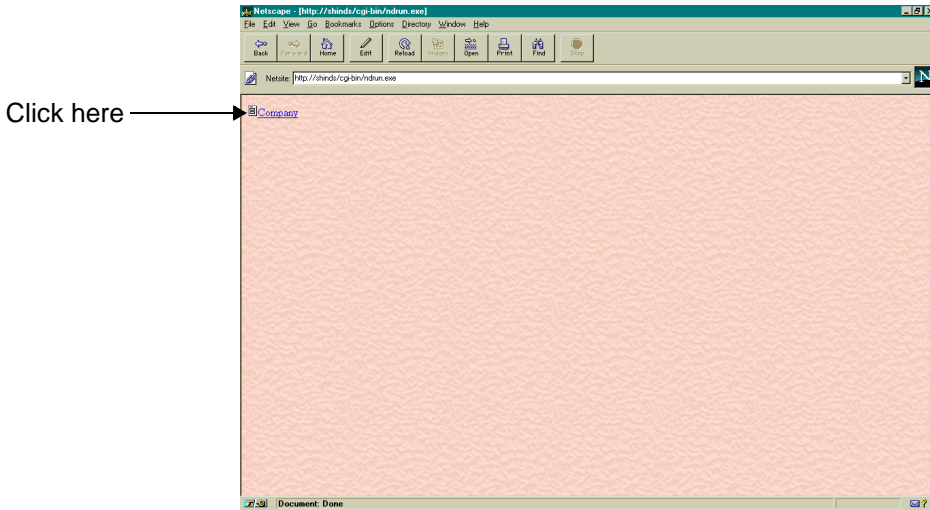 Netscape - [http://shinds/cgi-bin/ndrun.exe]
File Edit View Go Bookmarks Options Directory Window Help
Back Forward Home Edit Reload Images Open Print Find Stop
Netsite: http://shinds/cgi-bin/ndrun.exe
N
Click here
Company
Document: Done